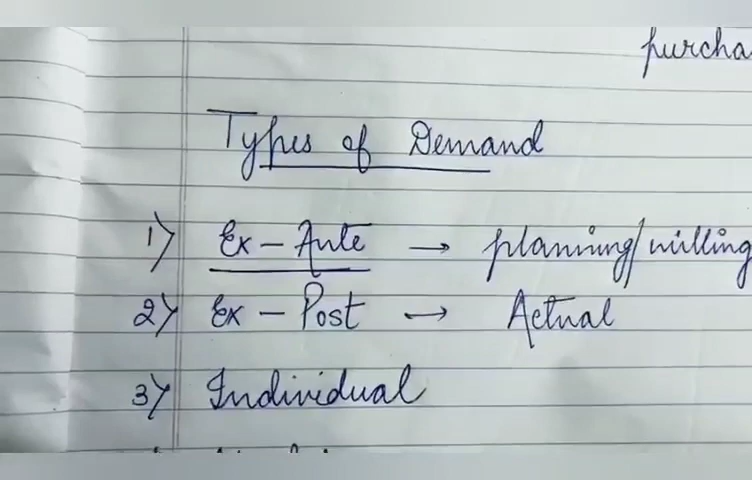 purcha
Types of Demand
1) Ex - Ante → planning/willing
2) Ex - Post → Actual
3) Individual